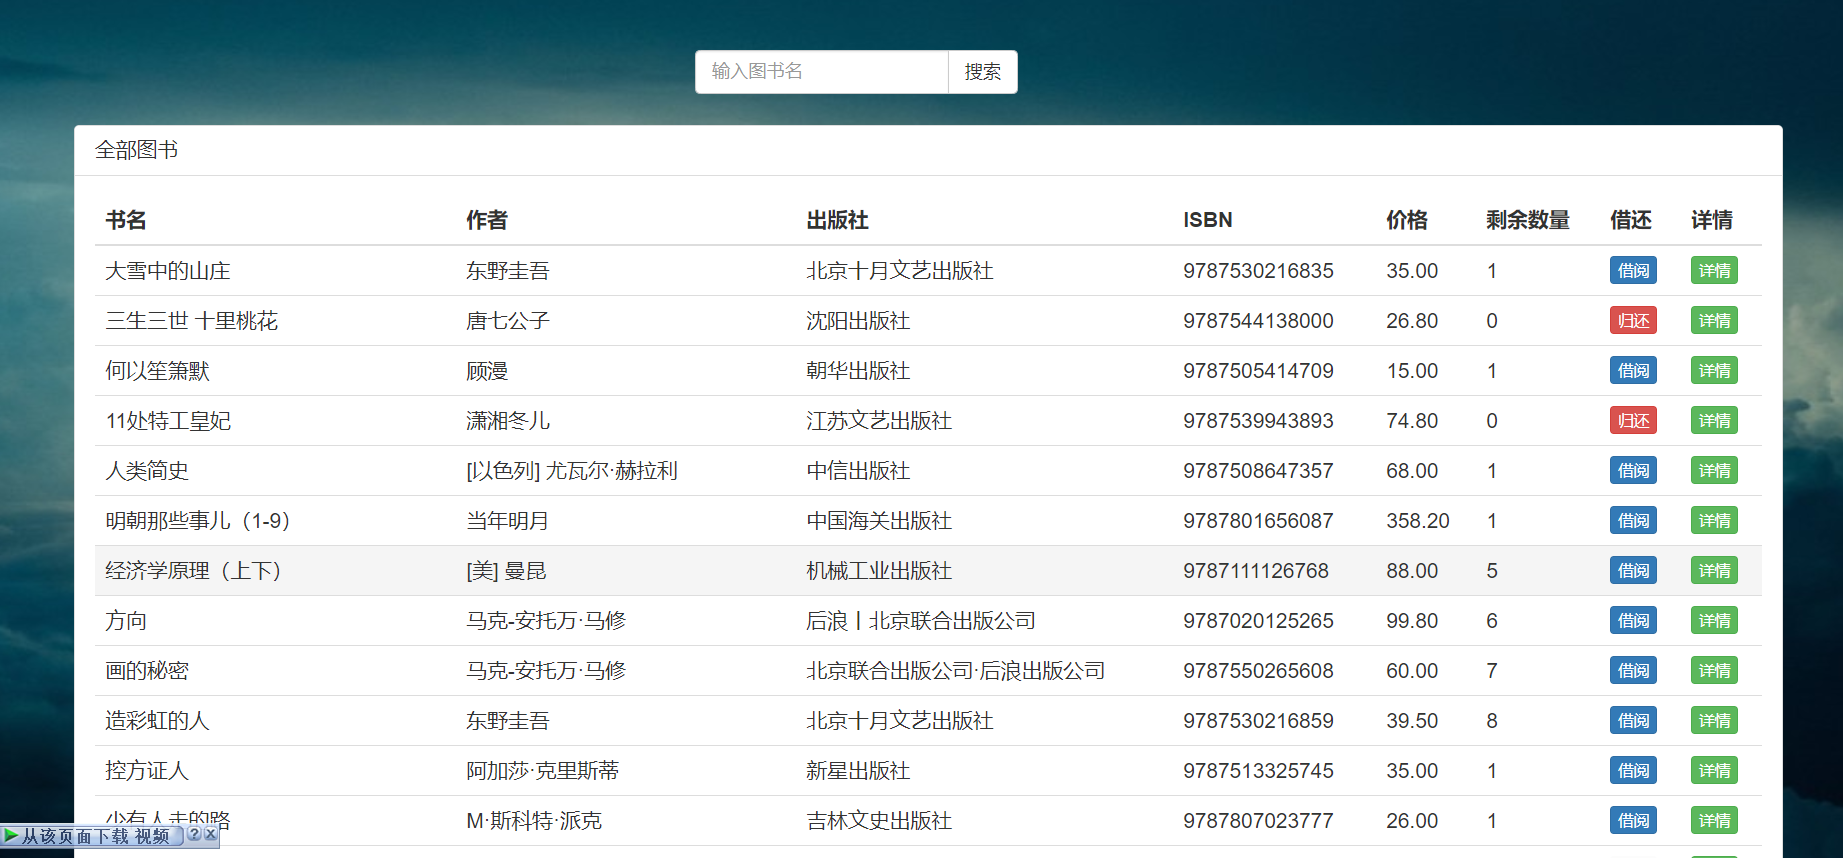 输入图书名 搜索
全部图书
书名 作者 出版社 ISBN 价格 剩余数量 借还 详情
大雪中的山庄 东野圭吾 北京十月文艺出版社 9787530216835 35.00 1 借阅 详情
三生三世 十里桃花 唐七公子 沈阳出版社 9787544138000 26.80 0 归还 详情
何以笙箫默 顾漫 朝华出版社 9787505414709 15.00 1 借阅 详情
11处特工皇妃 潇湘冬儿 江苏文艺出版社 9787539943893 74.80 0 归还 详情
人类简史 [以色列] 尤瓦尔·赫拉利 中信出版社 9787508647357 68.00 1 借阅 详情
明朝那些事儿（1-9） 当年明月 中国海关出版社 9787801656087 358.20 1 借阅 详情
经济学原理（上下） [美] 曼昆 机械工业出版社 9787111126768 88.00 5 借阅 详情
方向 马克-安托万·马修 后浪丨北京联合出版公司 9787020125265 99.80 6 借阅 详情
画的秘密 马克-安托万·马修 北京联合出版公司·后浪出版公司 9787550265608 60.00 7 借阅 详情
造彩虹的人 东野圭吾 北京十月文艺出版社 9787530216859 39.50 8 借阅 详情
控方证人 阿加莎·克里斯蒂 新星出版社 9787513325745 35.00 1 借阅 详情
少有人走的路 M·斯科特·派克 吉林文史出版社 9787807023777 26.00 1 借阅 详情
从该页面下载 视频 ?